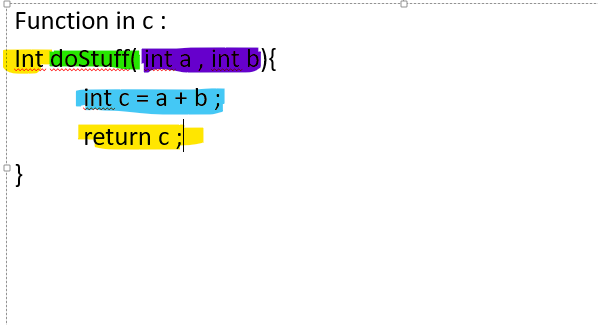 Function in c :
Int doStuff( int a , int b){
int c = a + b ;
return c ;
}